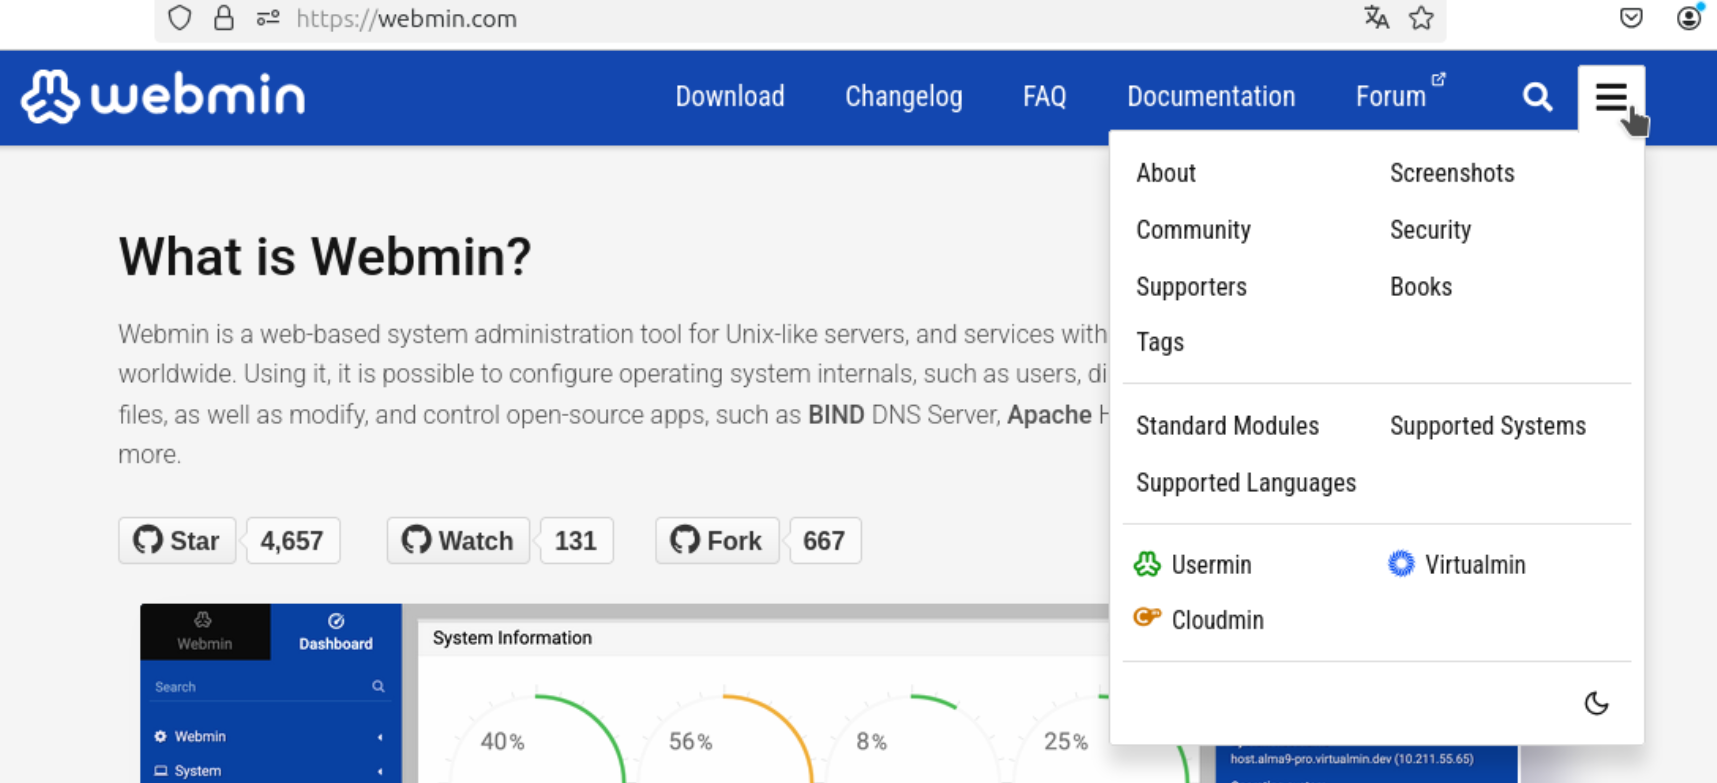 https://webmin.com
webmin
Download Changelog FAQ Documentation Forum
About Screenshots
Community Security
Supporters Books
Tags
Standard Modules Supported Systems
Supported Languages
Usermin Virtualmin
Cloudmin
What is Webmin?
Webmin is a web-based system administration tool for Unix-like servers, and services with
worldwide. Using it, it is possible to configure operating system internals, such as users, di
files, as well as modify, and control open-source apps, such as BIND DNS Server, Apache H
more.
Star 4,657 Watch 131 Fork 667
Webmin Dashboard
System Information
Search
Webmin
System
40% 56% 8% 25%
host.alma9-pro.virtualmin.dev (10.211.55.65)